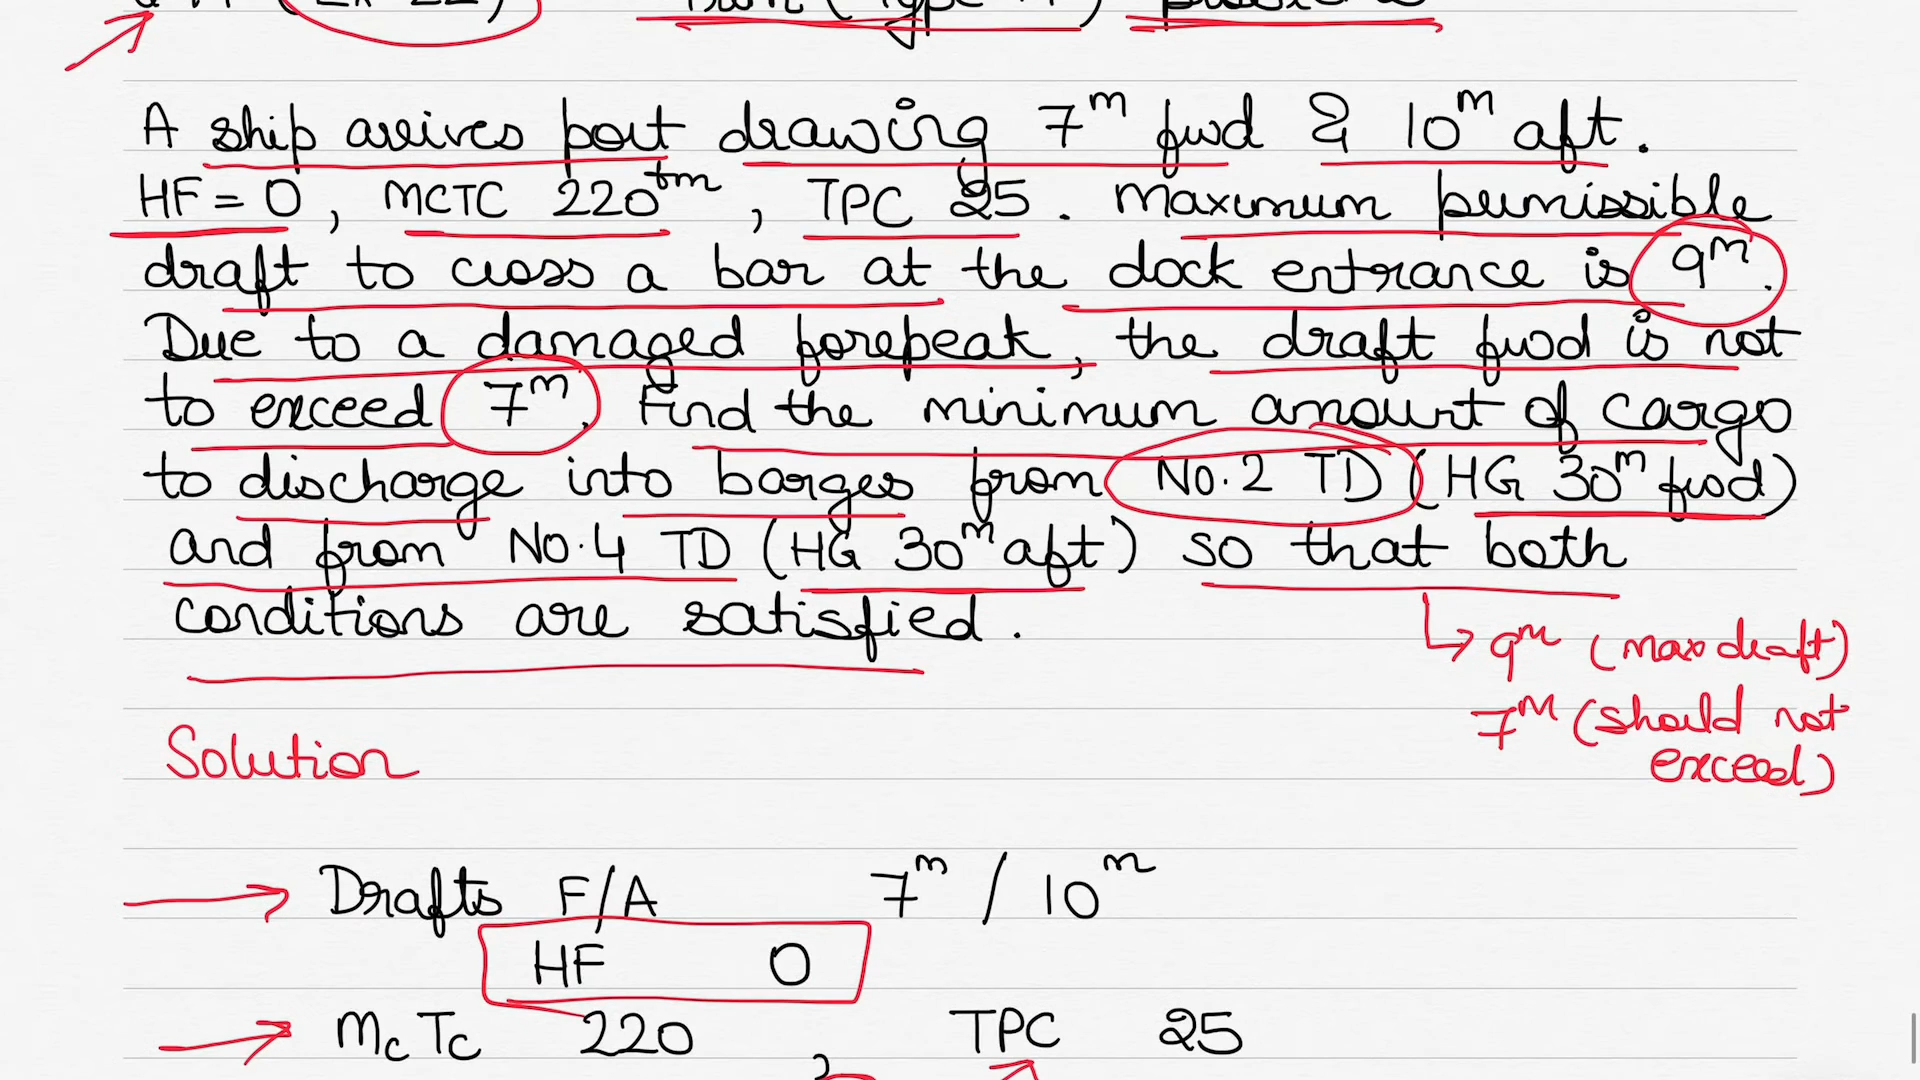 A ship arrives port drawing 7m fwd & 10m aft.
HF = 0, MCTC 220tm, TPC 25. Maximum permissible
draft to cross a bar at the dock entrance is 9m.
Due to a damaged forepeak, the draft fwd is not
to exceed 7m. Find the minimum amount of cargo
to discharge into barges from No.2 TD (HG 30m fwd)
and from No.4 TD (HG 30m aft) so that both
conditions are satisfied.
9m (max draft)
7m (should not
exceed)
Solution
Drafts F/A 7m / 10m
HF 0
MCTC 220, TPC 25